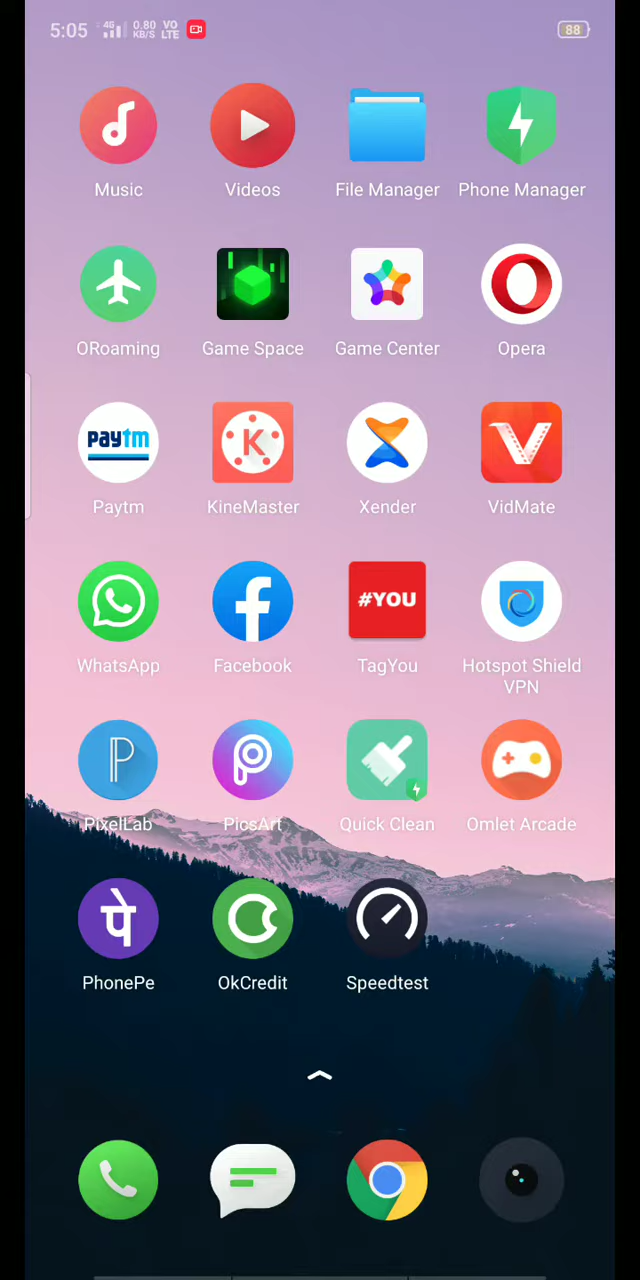 5:05 4G 0.80 KB/S VO LTE 88
Music Videos File Manager Phone Manager
ORoaming Game Space Game Center Opera
paytm K
Paytm KineMaster Xender VidMate
#YOU
WhatsApp Facebook TagYou Hotspot Shield
VPN
PixelLab PicsArt Quick Clean Omlet Arcade
पे
PhonePe OkCredit Speedtest